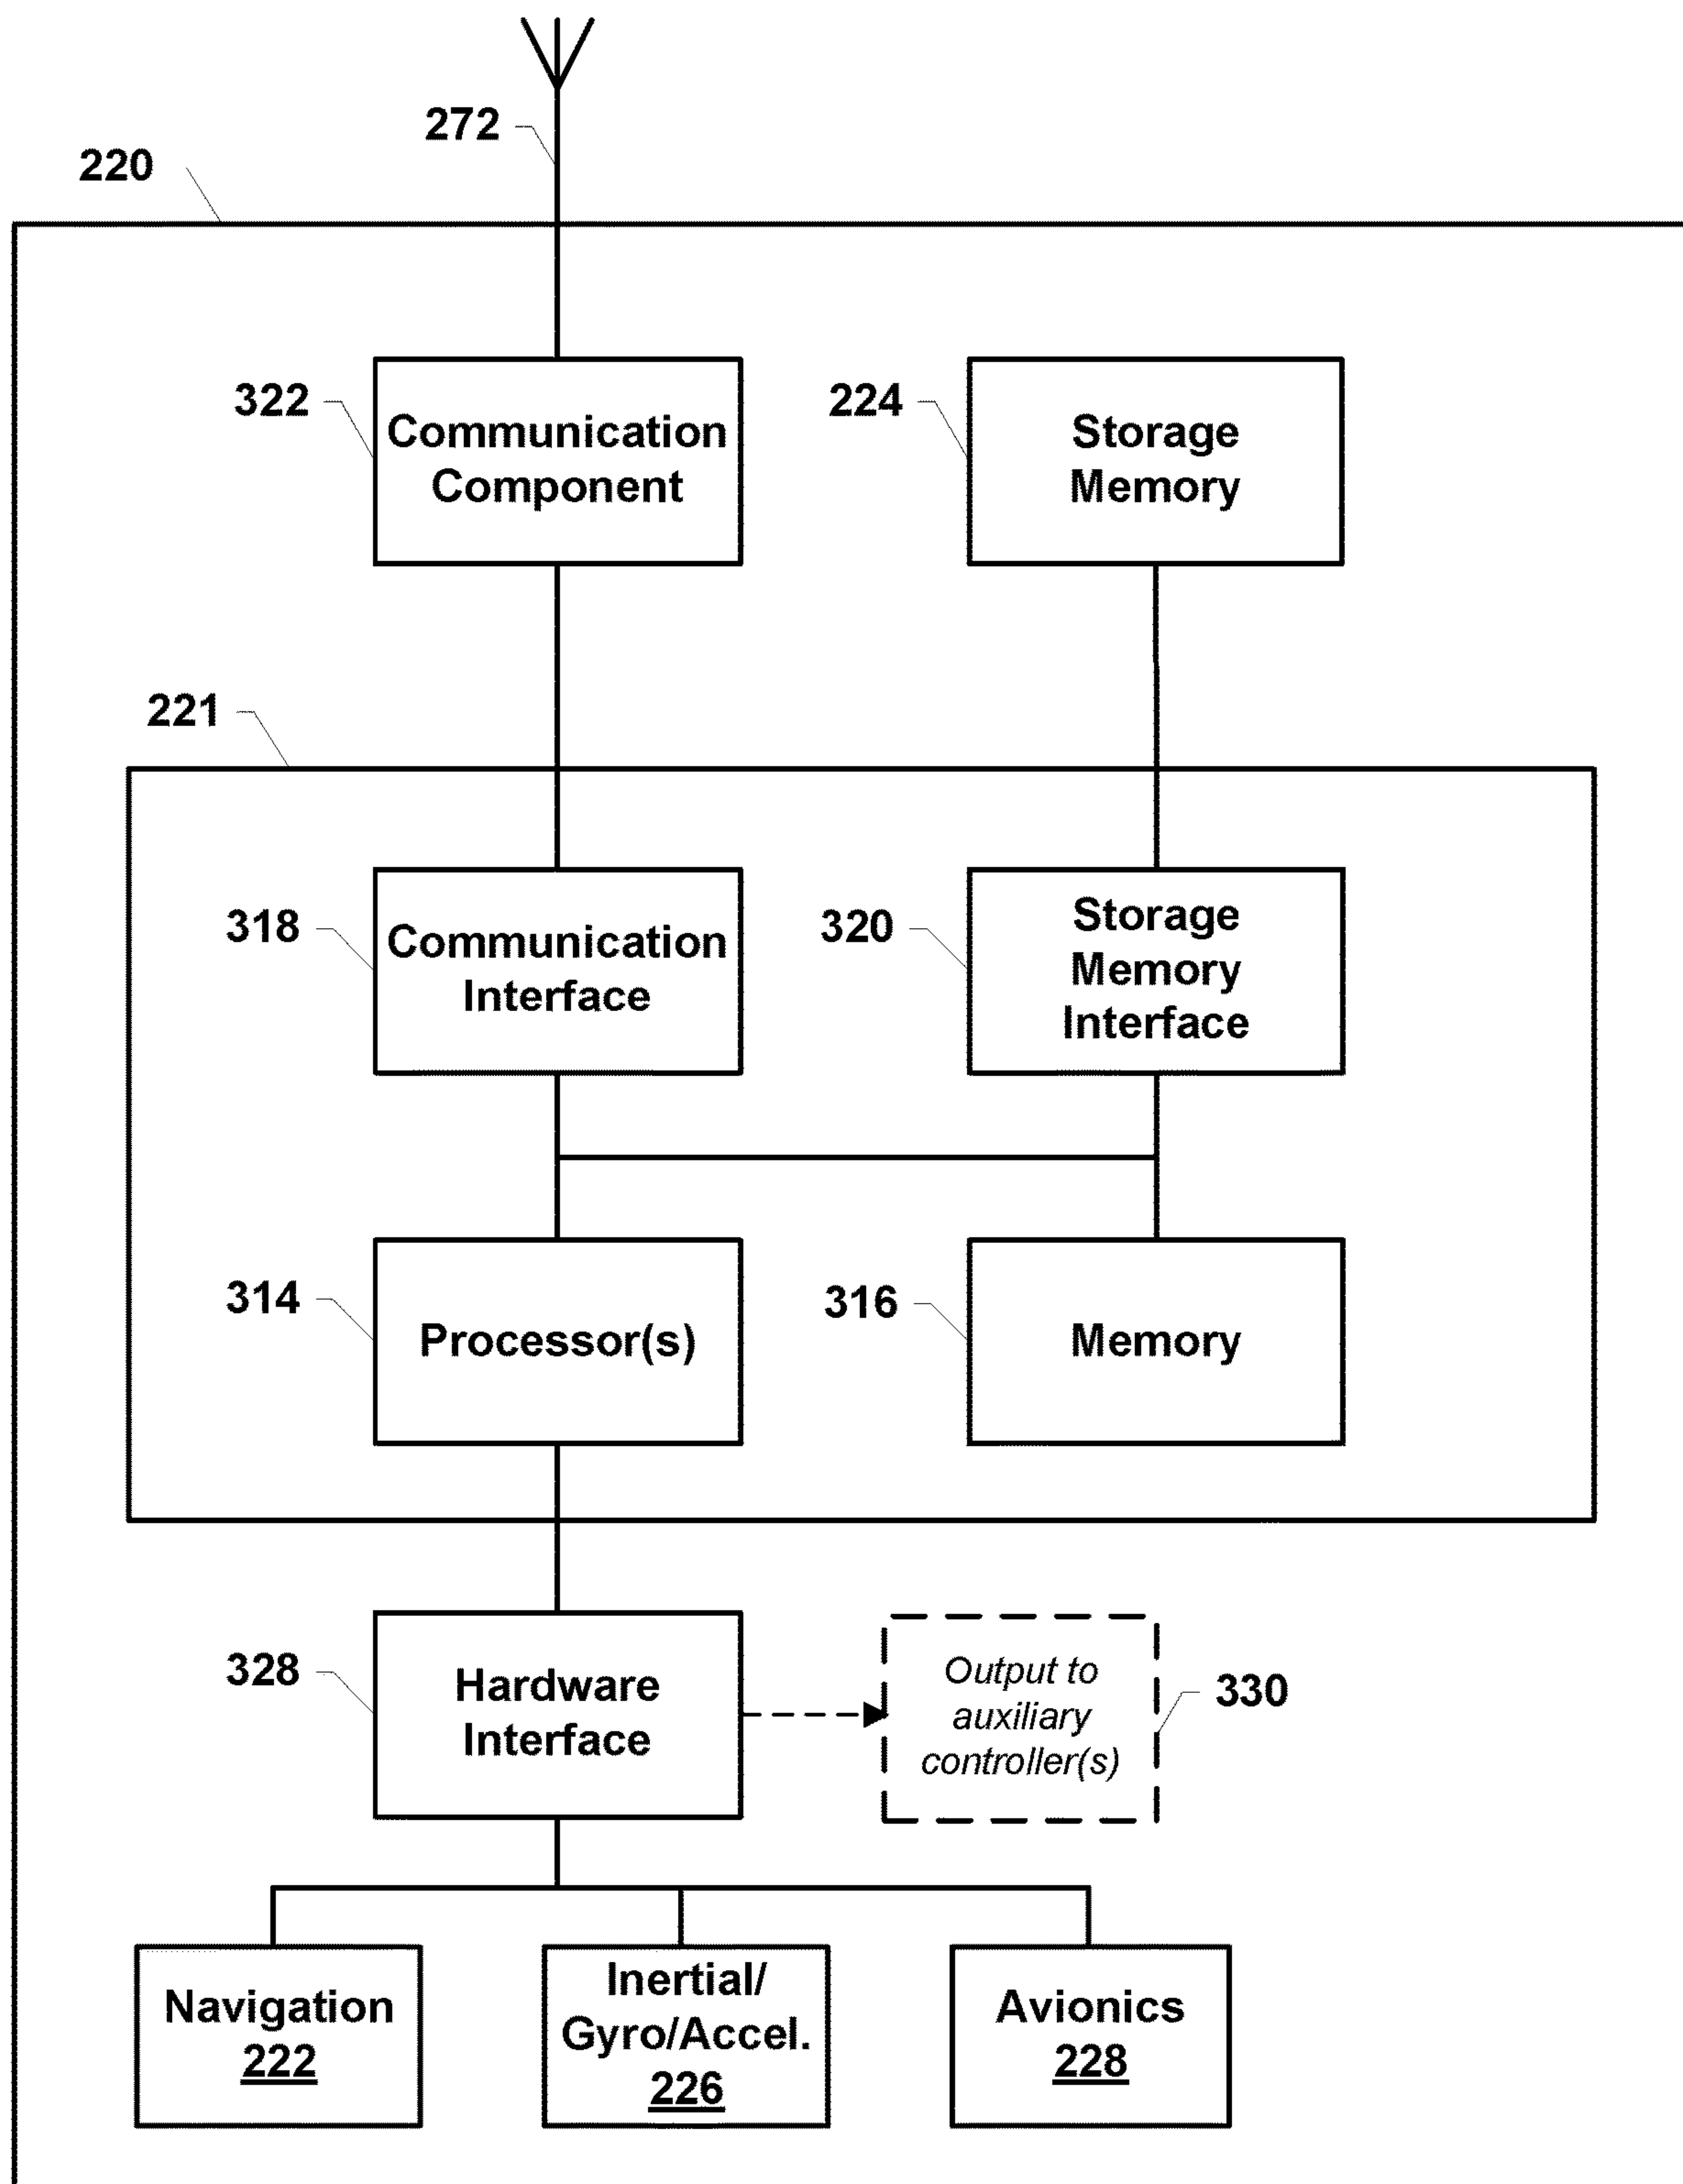 272
220
322
Communication
Component
224
Storage
Memory
221
318
Communication
Interface
320
Storage
Memory
Interface
314
Processor(s)
316
Memory
328
Hardware
Interface
Output to
auxiliary
controller(s)
330
Navigation
222
Inertial/
Gyro/Accel.
226
Avionics
228